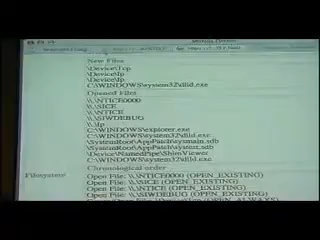 New Files
\Device\Tcp
\Device\Ip
\Device\Ip
C:\WINDOWS\system32\dlld.exe
Opened Files
\\.\NTICE0000
\\.\SICE
\\.\NTICE
\\.\SIWDEBUG
\\.\Ip
C:\WINDOWS\explorer.exe
C:\WINDOWS\system32\dlld.exe
\SystemRoot\AppPatch\sysmain.sdb
\SystemRoot\AppPatch\systest.sdb
\Device\NamedPipe\ShimViewer
C:\WINDOWS\system32\dlld.exe
Chronological order
Filesystem
Open File: \\.\NTICE0000 (OPEN_EXISTING)
Open File: \\.\SICE (OPEN_EXISTING)
Open File: \\.\NTICE (OPEN_EXISTING)
Open File: \\.\SIWDEBUG (OPEN_EXISTING)